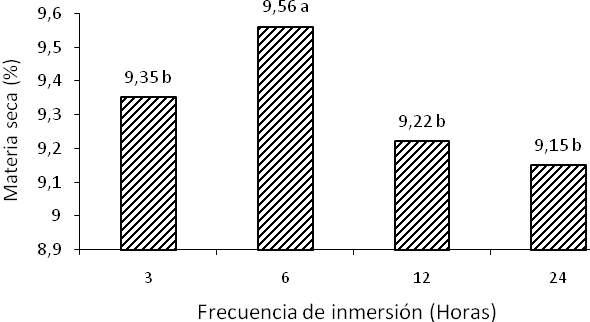 Materia seca (%)
9,6
9,5
9,4
9,3
9,2
9,1
9
8,9
9,35 b
9,56 a
9,22 b
9,15 b
3
6
12
24
Frecuencia de inmersión (Horas)